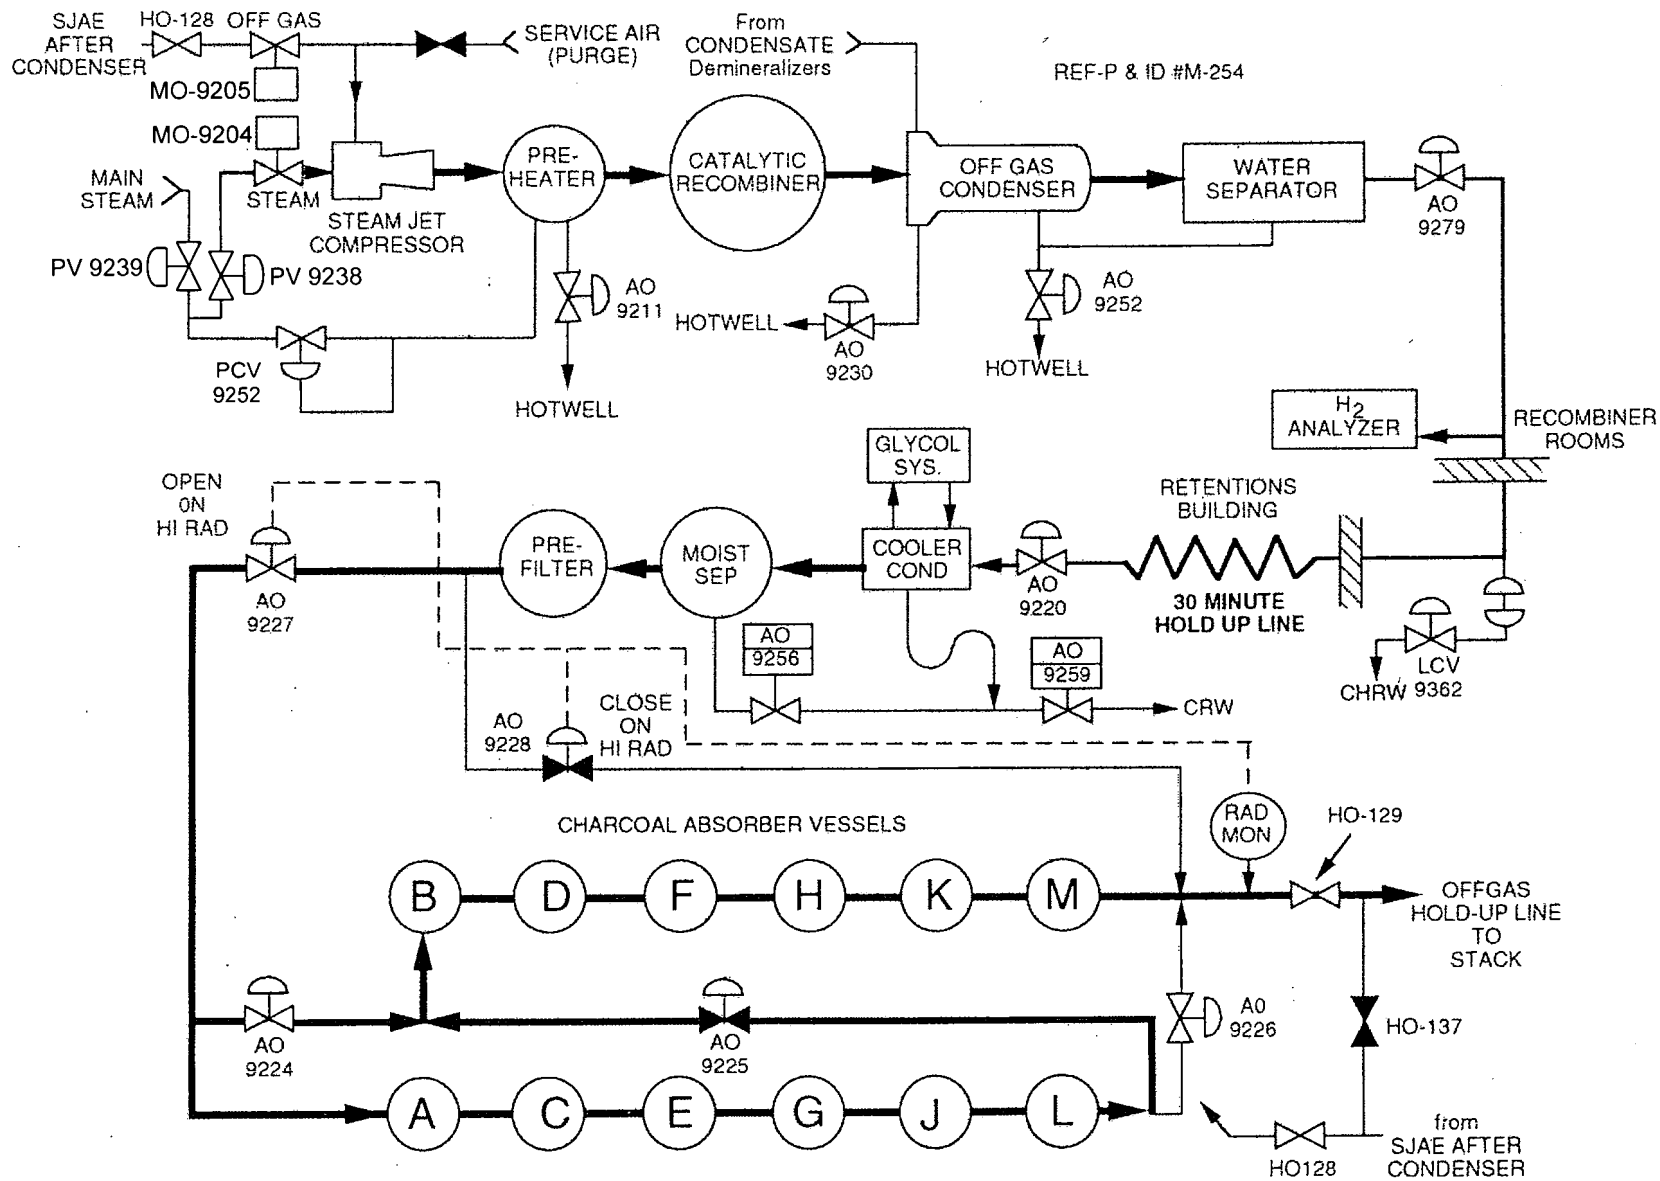 SJAE
AFTER
CONDENSER
HO-128
OFF GAS
MO-9205
MO-9204
SERVICE AIR
(PURGE)
From
CONDENSATE
Demineralizers
REF-P & ID #M-254
MAIN
STEAM
STEAM
STEAM JET
COMPRESSOR
PRE-
HEATER
CATALYTIC
RECOMBINER
OFF GAS
CONDENSER
WATER
SEPARATOR
AO
9279
PV 9239
PV 9238
AO
9211
HOTWELL
AO
9230
AO
9252
HOTWELL
PCV
9252
HOTWELL
H2
ANALYZER
RECOMBINER
ROOMS
OPEN
0N
HI RAD
GLYCOL
SYS.
RETENTIONS
BUILDING
PRE-
FILTER
MOIST
SEP
COOLER
COND
AO
9220
30 MINUTE
HOLD UP LINE
AO
9227
AO
9256
AO
9259
LCV
9362
CHRW
CRW
AO
9228
CLOSE
ON
HI RAD
CHARCOAL ABSORBER VESSELS
RAD
MON
HO-129
B
D
F
H
K
M
OFFGAS
HOLD-UP LINE
TO
STACK
AO
9224
AO
9225
A0
9226
HO-137
A
C
E
G
J
L
HO128
from
SJAE AFTER
CONDENSER